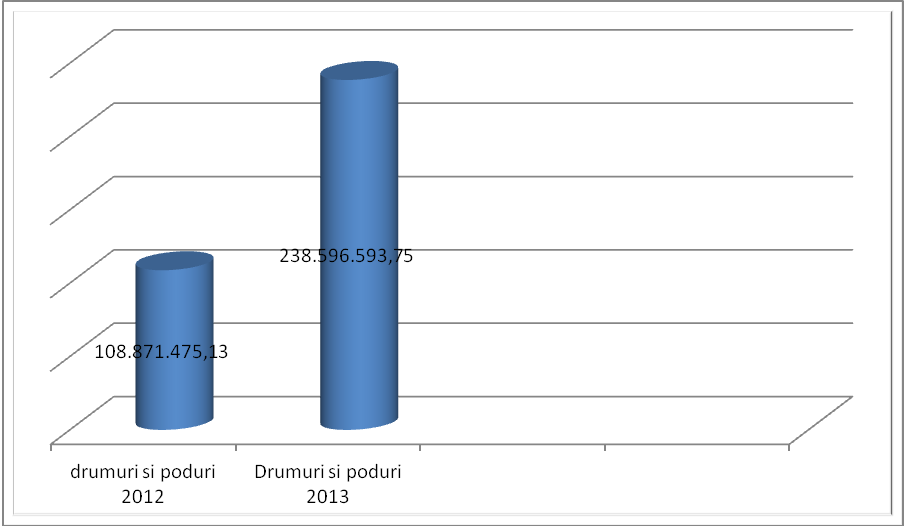 238.596.593,75
108.871.475,13
drumuri si poduri
2012
Drumuri si poduri
2013